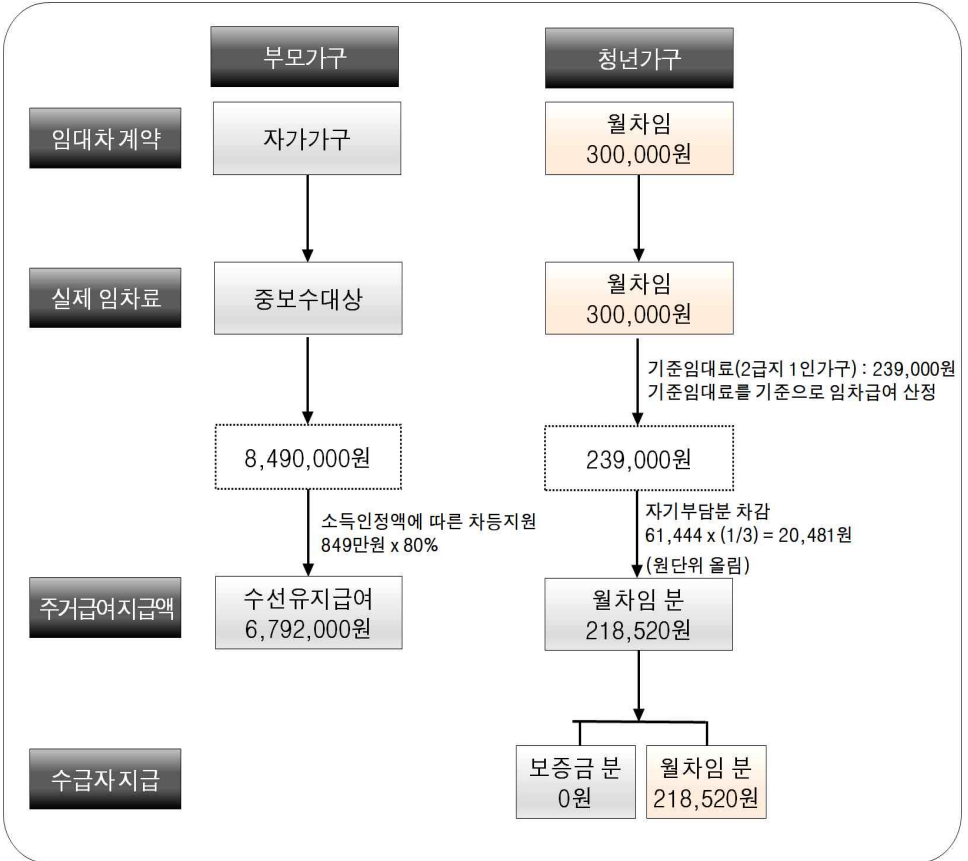 부모가구
청년가구
임대차 계약
자가가구
월차임
300,000원
실제 임차료
중보수대상
월차임
300,000원
기준임대료(2급지 1인가구) : 239,000원
기준임대료를 기준으로 임차급여 산정
8,490,000원
239,000원
소득인정액에 따른 차등지원
849만원 x 80%
자기부담분 차감
61,444 x (1/3) = 20,481원
(원단위 올림)
주거급여 지급액
수선유지급여
6,792,000원
월차임 분
218,520원
수급자 지급
보증금 분
0원
월차임 분
218,520원